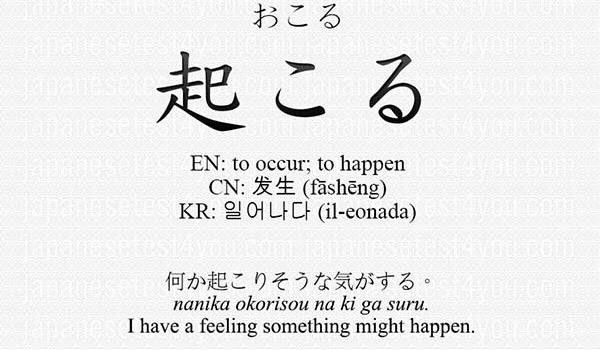 おこる
起こる
EN: to occur; to happen
CN: 发生 (fāshēng)
KR: 일어나다 (il-eonada)
何か起こりそうな気がする。
nanika okorisou na ki ga suru.
I have a feeling something might happen.
japanesetest4you.com